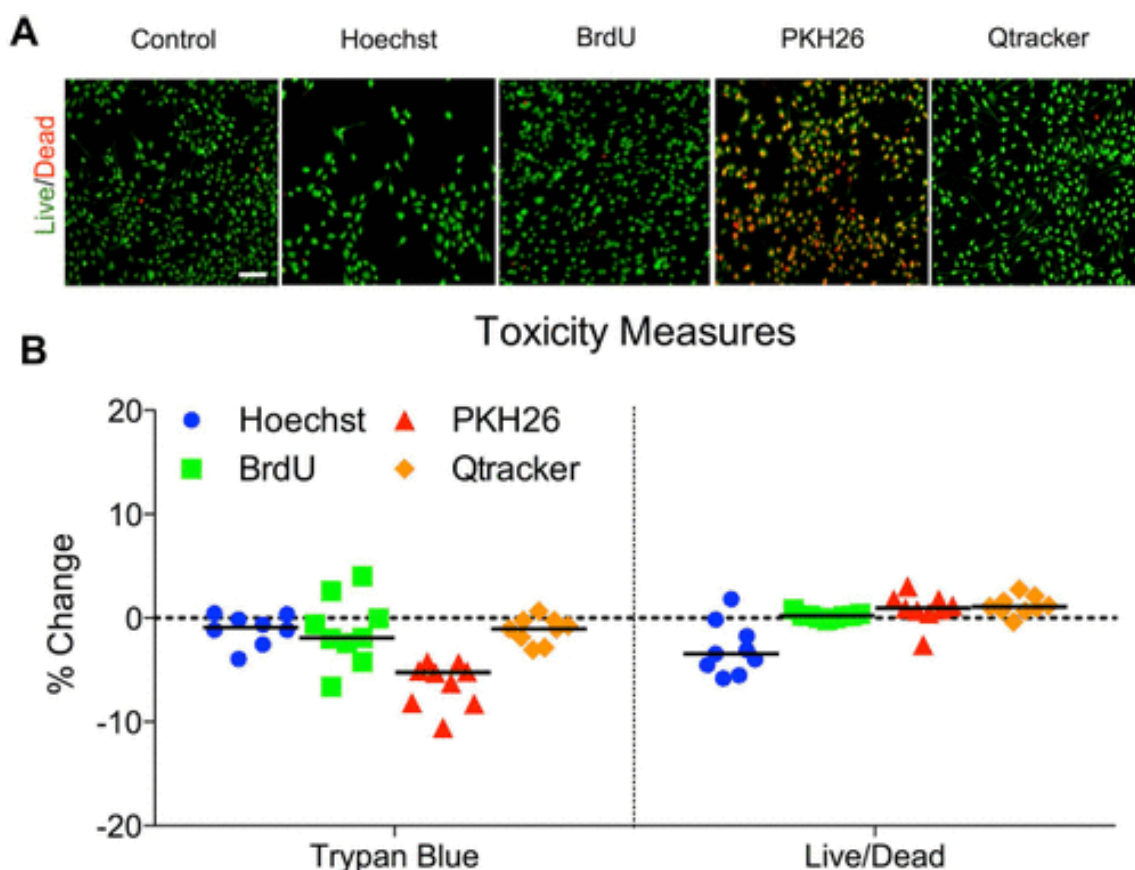 A
Control Hoechst BrdU PKH26 Qtracker
Live/Dead
Toxicity Measures
B
20
Hoechst PKH26
BrdU Qtracker
10
0
-10
-20
% Change
Trypan Blue Live/Dead